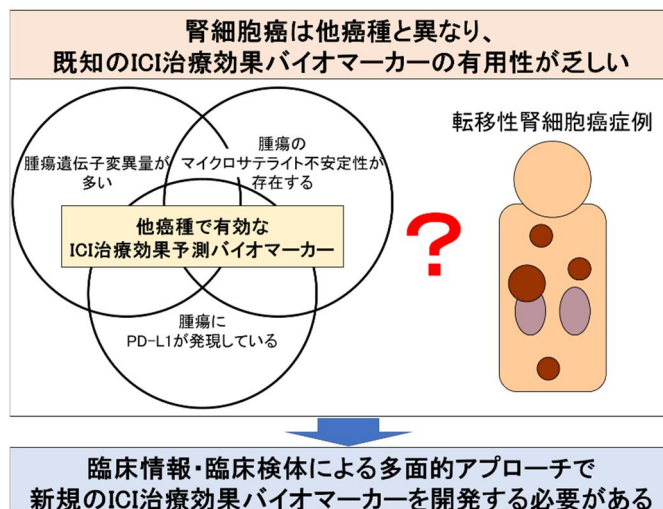 腎細胞癌は他癌種と異なり、
既知のICI治療効果バイオマーカーの有用性が乏しい
腫瘍遺伝子変異量が
多い
腫瘍の
マイクロサテライト不安定性が
存在する
他癌種で有効な
ICI治療効果予測バイオマーカー
腫瘍に
PD-L1が発現している
転移性腎細胞癌症例
?
臨床情報・臨床検体による多面的アプローチで
新規のICI治療効果バイオマーカーを開発する必要がある